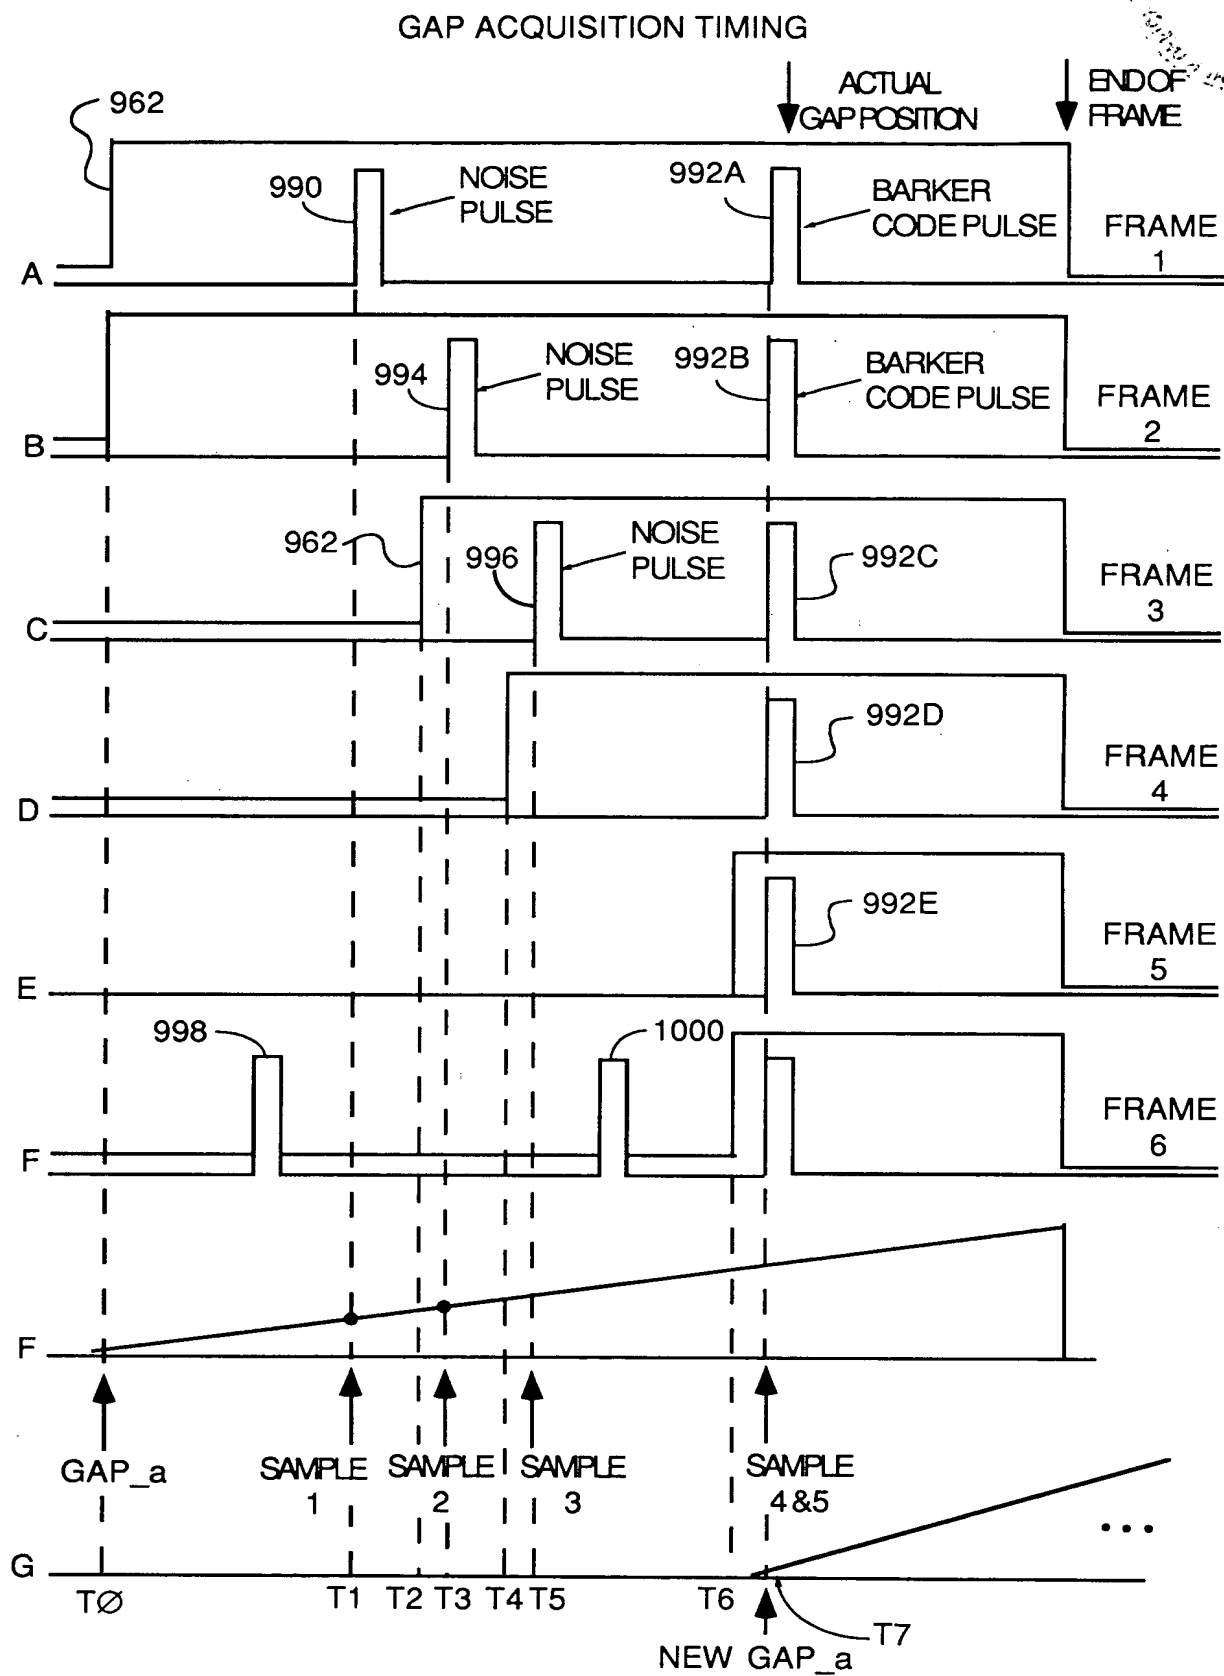 GAP ACQUISITION TIMING
ACTUAL
GAP POSITION
END OF
FRAME
962
990
NOISE
PULSE
992A
BARKER
CODE PULSE
FRAME
1
A
994
NOISE
PULSE
992B
BARKER
CODE PULSE
FRAME
2
B
962
996
NOISE
PULSE
992C
FRAME
3
C
992D
FRAME
4
D
992E
FRAME
5
E
998
1000
FRAME
6
F
F
GAP_a
SAMPLE
1
SAMPLE
2
SAMPLE
3
SAMPLE
4&5
...
G
TØ
T1
T2
T3
T4
T5
T6
T7
NEW GAP_a